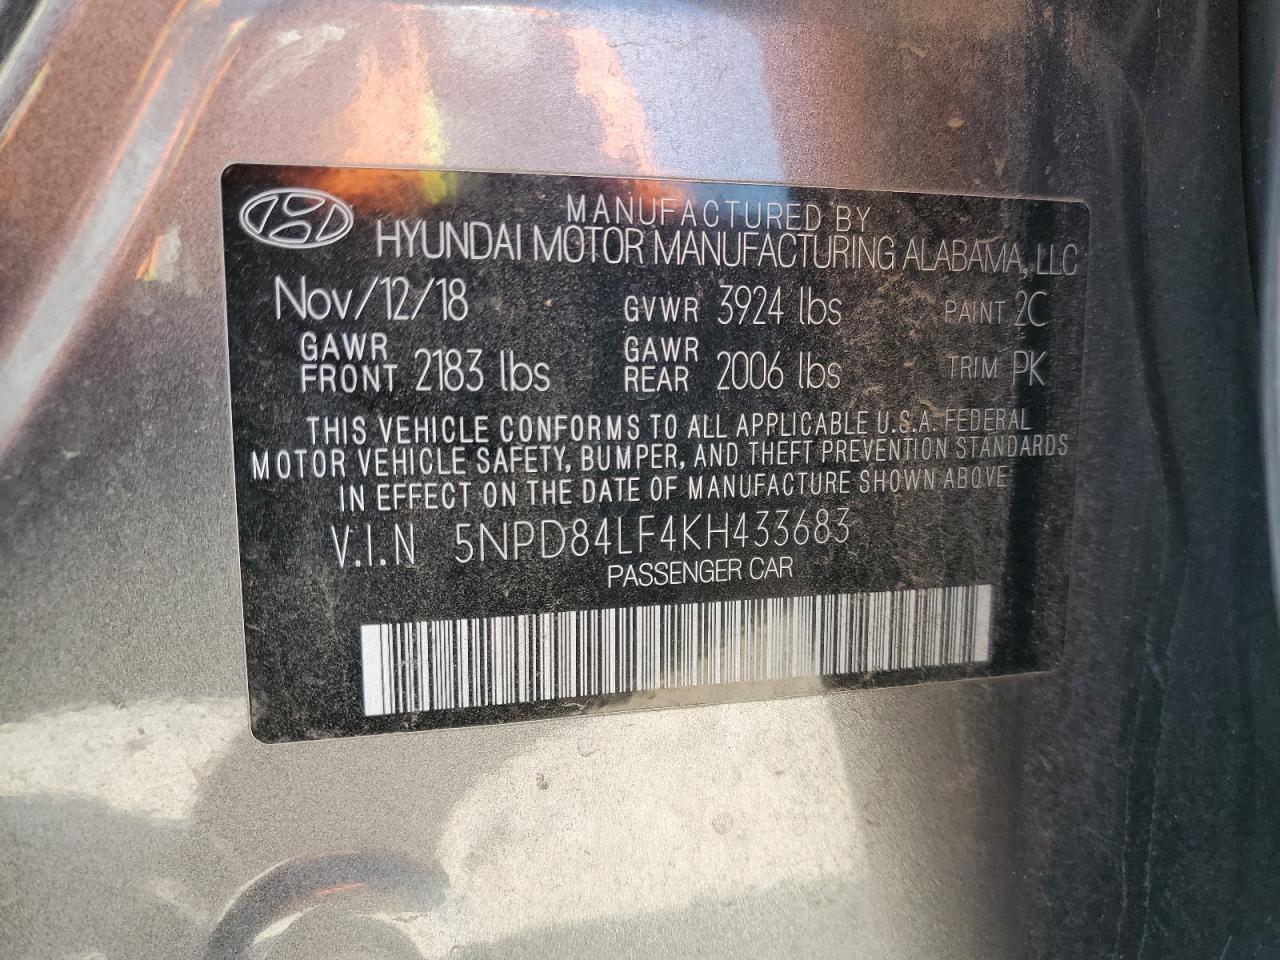 MANUFACTURED BY
HYUNDAI MOTOR MANUFACTURING ALABAMA, LLC
Nov/12/18 GVWR 3924 lbs PAINT 2C
GAWR FRONT 2183 lbs GAWR REAR 2006 lbs TRIM PK
THIS VEHICLE CONFORMS TO ALL APPLICABLE U.S.A. FEDERAL
MOTOR VEHICLE SAFETY, BUMPER, AND THEFT PREVENTION STANDARDS
IN EFFECT ON THE DATE OF MANUFACTURE SHOWN ABOVE
V.I.N 5NPD84LF4KH433683
PASSENGER CAR